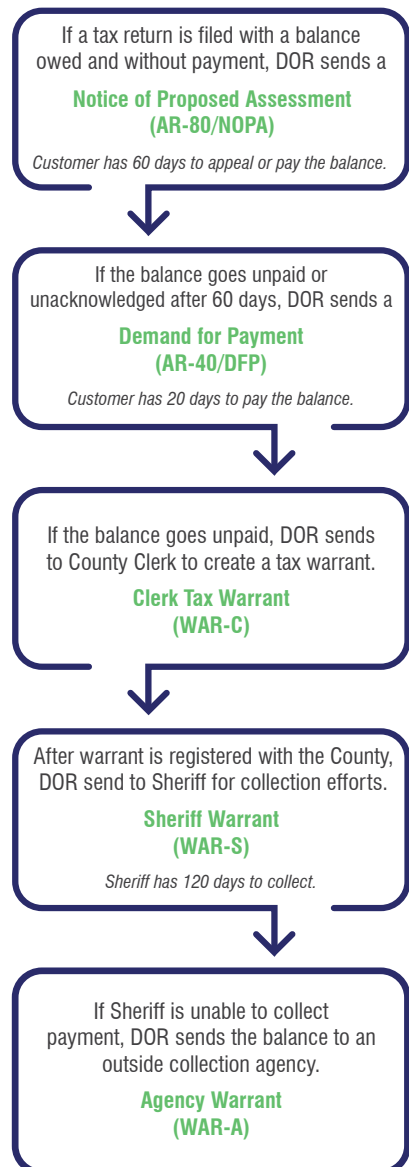 If a tax return is filed with a balance
owed and without payment, DOR sends a
Notice of Proposed Assessment
(AR-80/NOPA)
Customer has 60 days to appeal or pay the balance.
If the balance goes unpaid or
unacknowledged after 60 days, DOR sends a
Demand for Payment
(AR-40/DFP)
Customer has 20 days to pay the balance.
If the balance goes unpaid, DOR sends
to County Clerk to create a tax warrant.
Clerk Tax Warrant
(WAR-C)
After warrant is registered with the County,
DOR send to Sheriff for collection efforts.
Sheriff Warrant
(WAR-S)
Sheriff has 120 days to collect.
If Sheriff is unable to collect
payment, DOR sends the balance to an
outside collection agency.
Agency Warrant
(WAR-A)